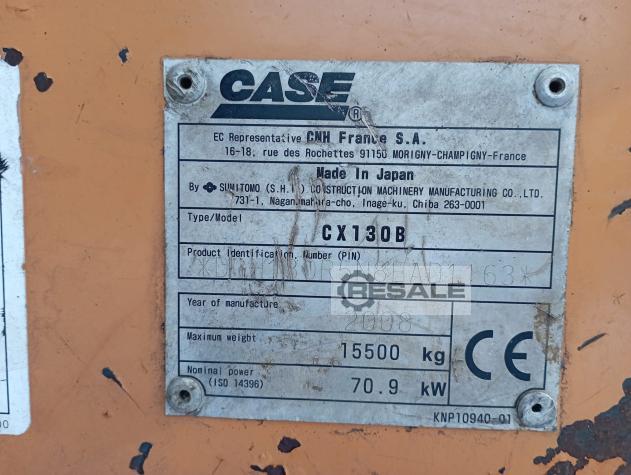 CASE®
EC Representative CNH France S.A.
16-18, rue des Rochettes 91150 MORIGNY-CHAMPIGNY-France
Made In Japan
By SUMITOMO (S.H.I.) CONSTRUCTION MACHINERY MANUFACTURING CO., LTD.
731-1, Naganumahara-cho, Inage-ku, Chiba 263-0001
Type/Model
CX130B
Product Identification Number (PIN)
RESALE
Year of manufacture
2008
Maximum weight
15500 kg
Nominal power
(ISO 14396)
70.9 kW
CE
KNP10940-01